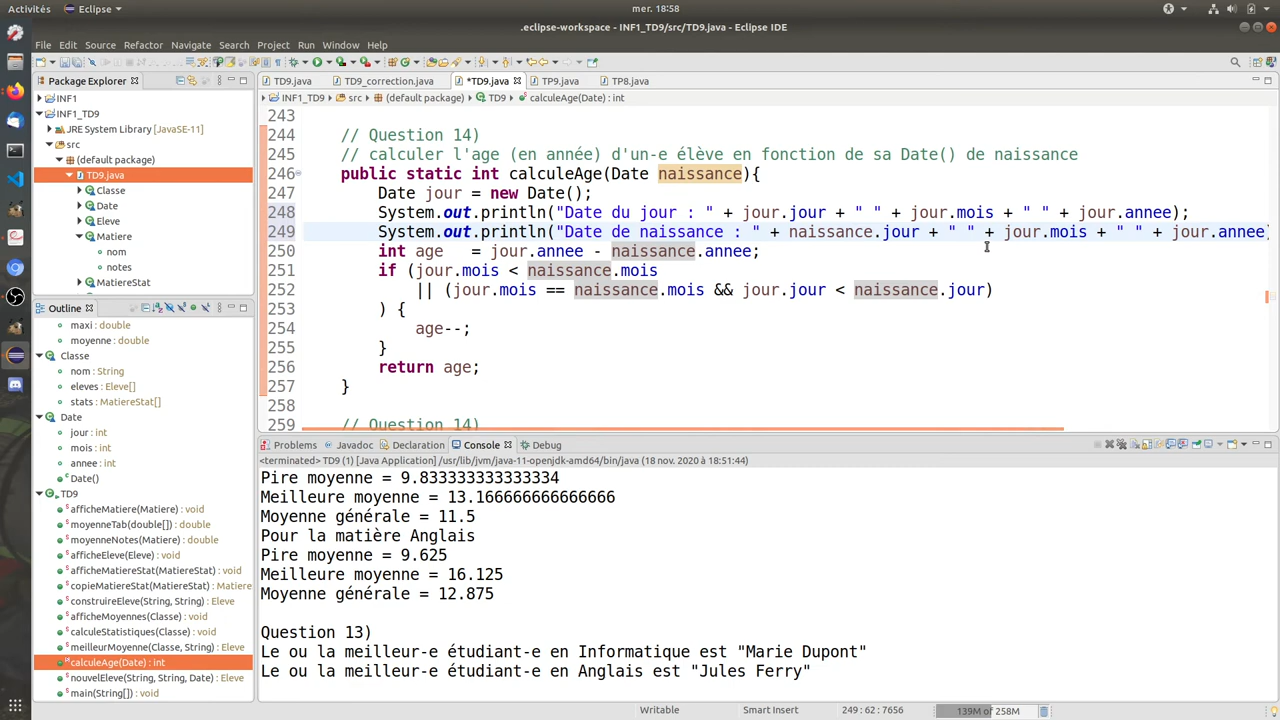 Activités Eclipse mer. 18:58
.eclipse-workspace - INF1_TD9/src/TD9.java - Eclipse IDE
File Edit Source Refactor Navigate Search Project Run Window Help
Package Explorer
INF1
INF1_TD9
JRE System Library [JavaSE-11]
src
(default package)
TD9.java
Classe
Date
Eleve
Matiere
nom
notes
MatiereStat
Outline
maxi : double
moyenne : double
Classe
nom : String
eleves : Eleve[]
stats : MatiereStat[]
Date
jour : int
mois : int
annee : int
Date()
TD9
afficheMatiere(Matiere) : void
moyenneTab(double[]) : double
moyenneNotes(Matiere) : double
afficheEleve(Eleve) : void
afficheMatiereStat(MatiereStat) : void
copieMatiereStat(MatiereStat) : Matiere
construireEleve(String, String) : Eleve
afficheMoyennes(Classe) : void
calculeStatistiques(Classe) : void
meilleurMoyenne(Classe, String) : Eleve
calculeAge(Date) : int
nouvelEleve(String, String, Date) : Eleve
main(String[]) : void
TD9.java TD9_correction.java *TD9.java TP9.java TP8.java
INF1_TD9 src (default package) TD9 calculeAge(Date) : int
243
244 // Question 14)
245 // calculer l'age (en année) d'un-e élève en fonction de sa Date() de naissance
246 public static int calculeAge(Date naissance){
247 Date jour = new Date();
248 System.out.println("Date du jour : " + jour.jour + " " + jour.mois + " " + jour.annee);
249 System.out.println("Date de naissance : " + naissance.jour + " " + jour.mois + " " + jour.annee)
250 int age = jour.annee - naissance.annee;
251 if (jour.mois < naissance.mois
252 || (jour.mois == naissance.mois && jour.jour < naissance.jour)
253 ) {
254 age--;
255 }
256 return age;
257 }
258
259 // Question 14)
Problems Javadoc Declaration Console Debug
<terminated> TD9 (1) [Java Application] /usr/lib/jvm/java-11-openjdk-amd64/bin/java (18 nov. 2020 à 18:51:44)
Pire moyenne = 9.833333333333334
Meilleure moyenne = 13.166666666666666
Moyenne générale = 11.5
Pour la matière Anglais
Pire moyenne = 9.625
Meilleure moyenne = 16.125
Moyenne générale = 12.875
Question 13)
Le ou la meilleur-e étudiant-e en Informatique est "Marie Dupont"
Le ou la meilleur-e étudiant-e en Anglais est "Jules Ferry"
Writable Smart Insert 249 : 62 : 7656 139M of 258M